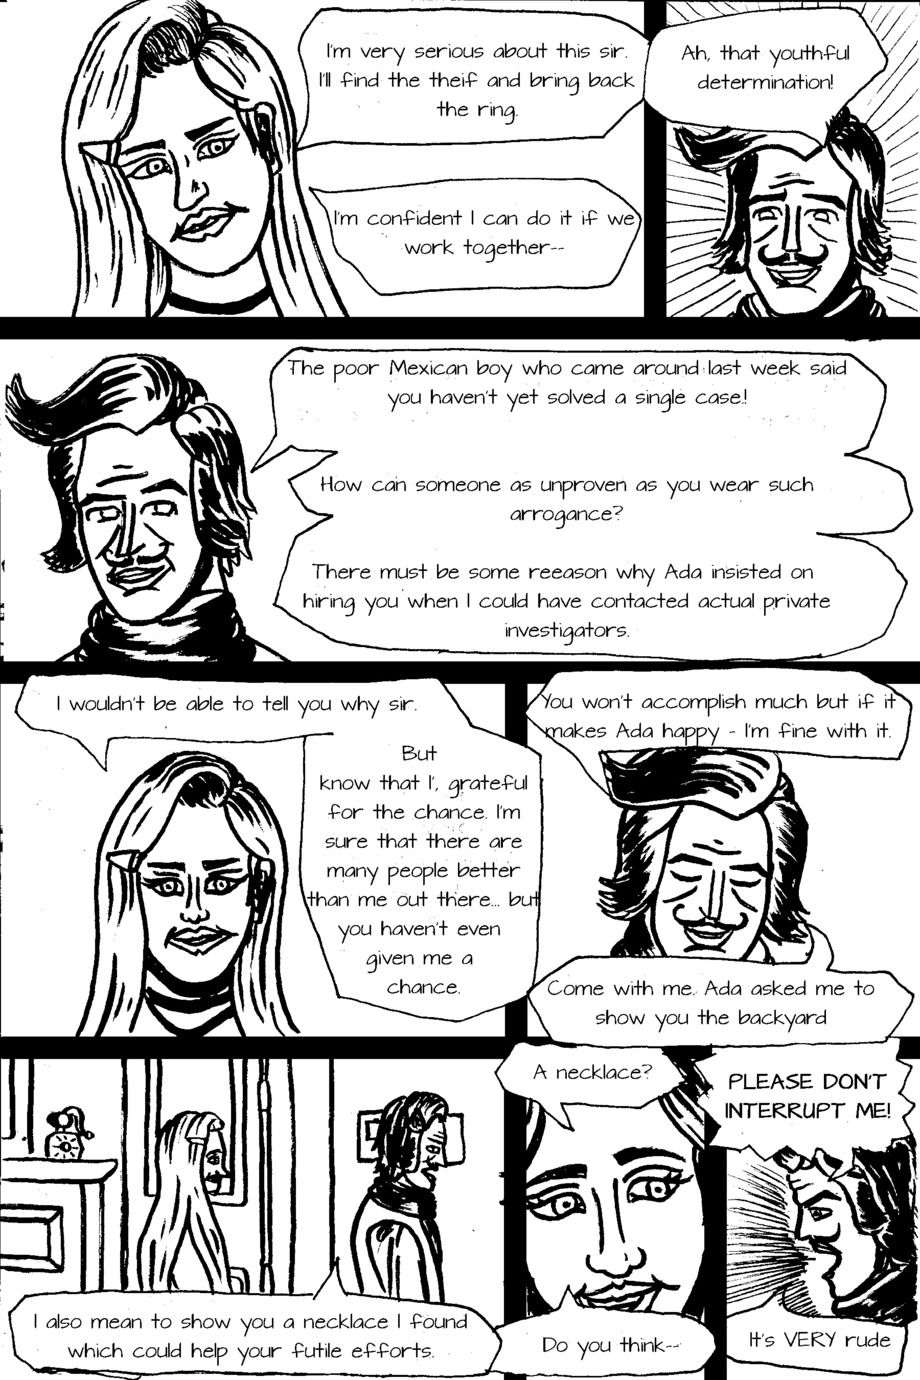 I'm very serious about this sir.
I'll find the theif and bring back
the ring.
I'm confident I can do it if we
work together--
Ah, that youthful
determination!
The poor Mexican boy who came around last week said
you haven't yet solved a single case!
How can someone as unproven as you wear such
arrogance?
There must be some reeason why Ada insisted on
hiring you when I could have contacted actual private
investigators.
I wouldn't be able to tell you why sir.
But
know that I', grateful
for the chance. I'm
sure that there are
many people better
than me out there... but
you haven't even
given me a
chance.
You won't accomplish much but if it
makes Ada happy - I'm fine with it.
Come with me. Ada asked me to
show you the backyard
I also mean to show you a necklace I found
which could help your futile efforts.
A necklace?
Do you think--
PLEASE DON'T
INTERRUPT ME!
It's VERY rude